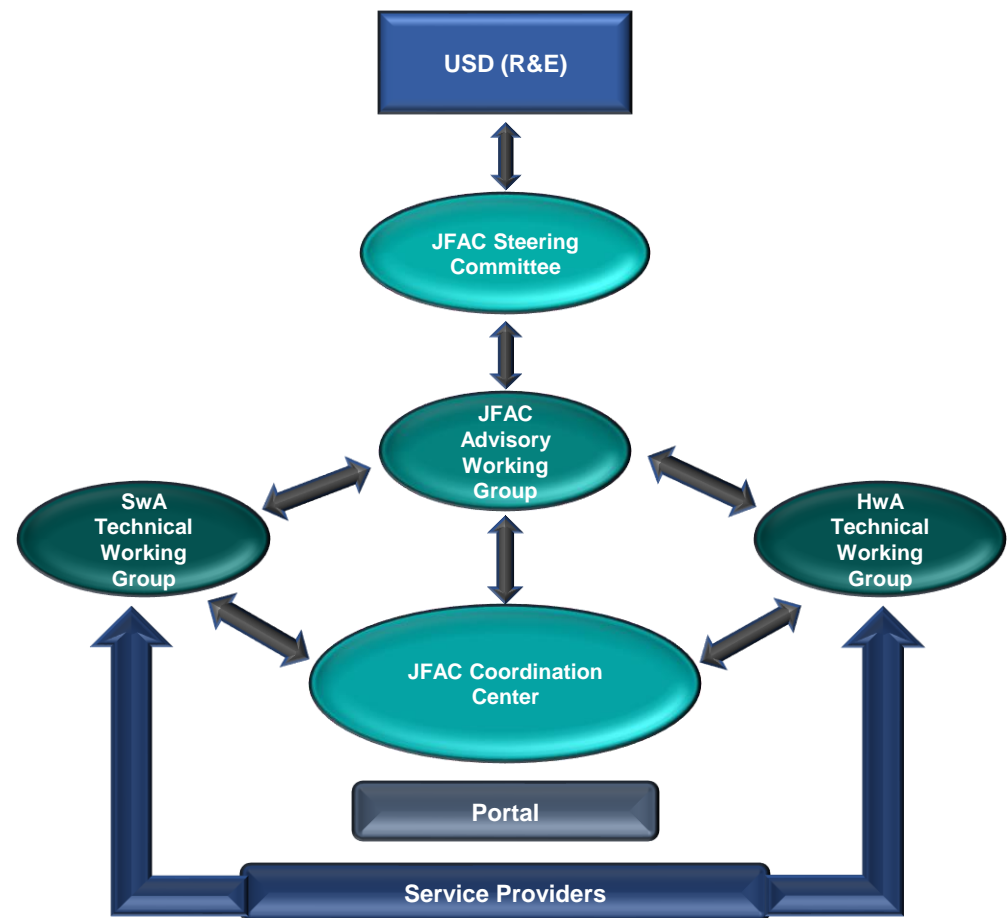 USD (R&E)
JFAC Steering
Committee
JFAC
Advisory
Working
Group
SwA
Technical
Working
Group
HwA
Technical
Working
Group
JFAC Coordination
Center
Portal
Service Providers